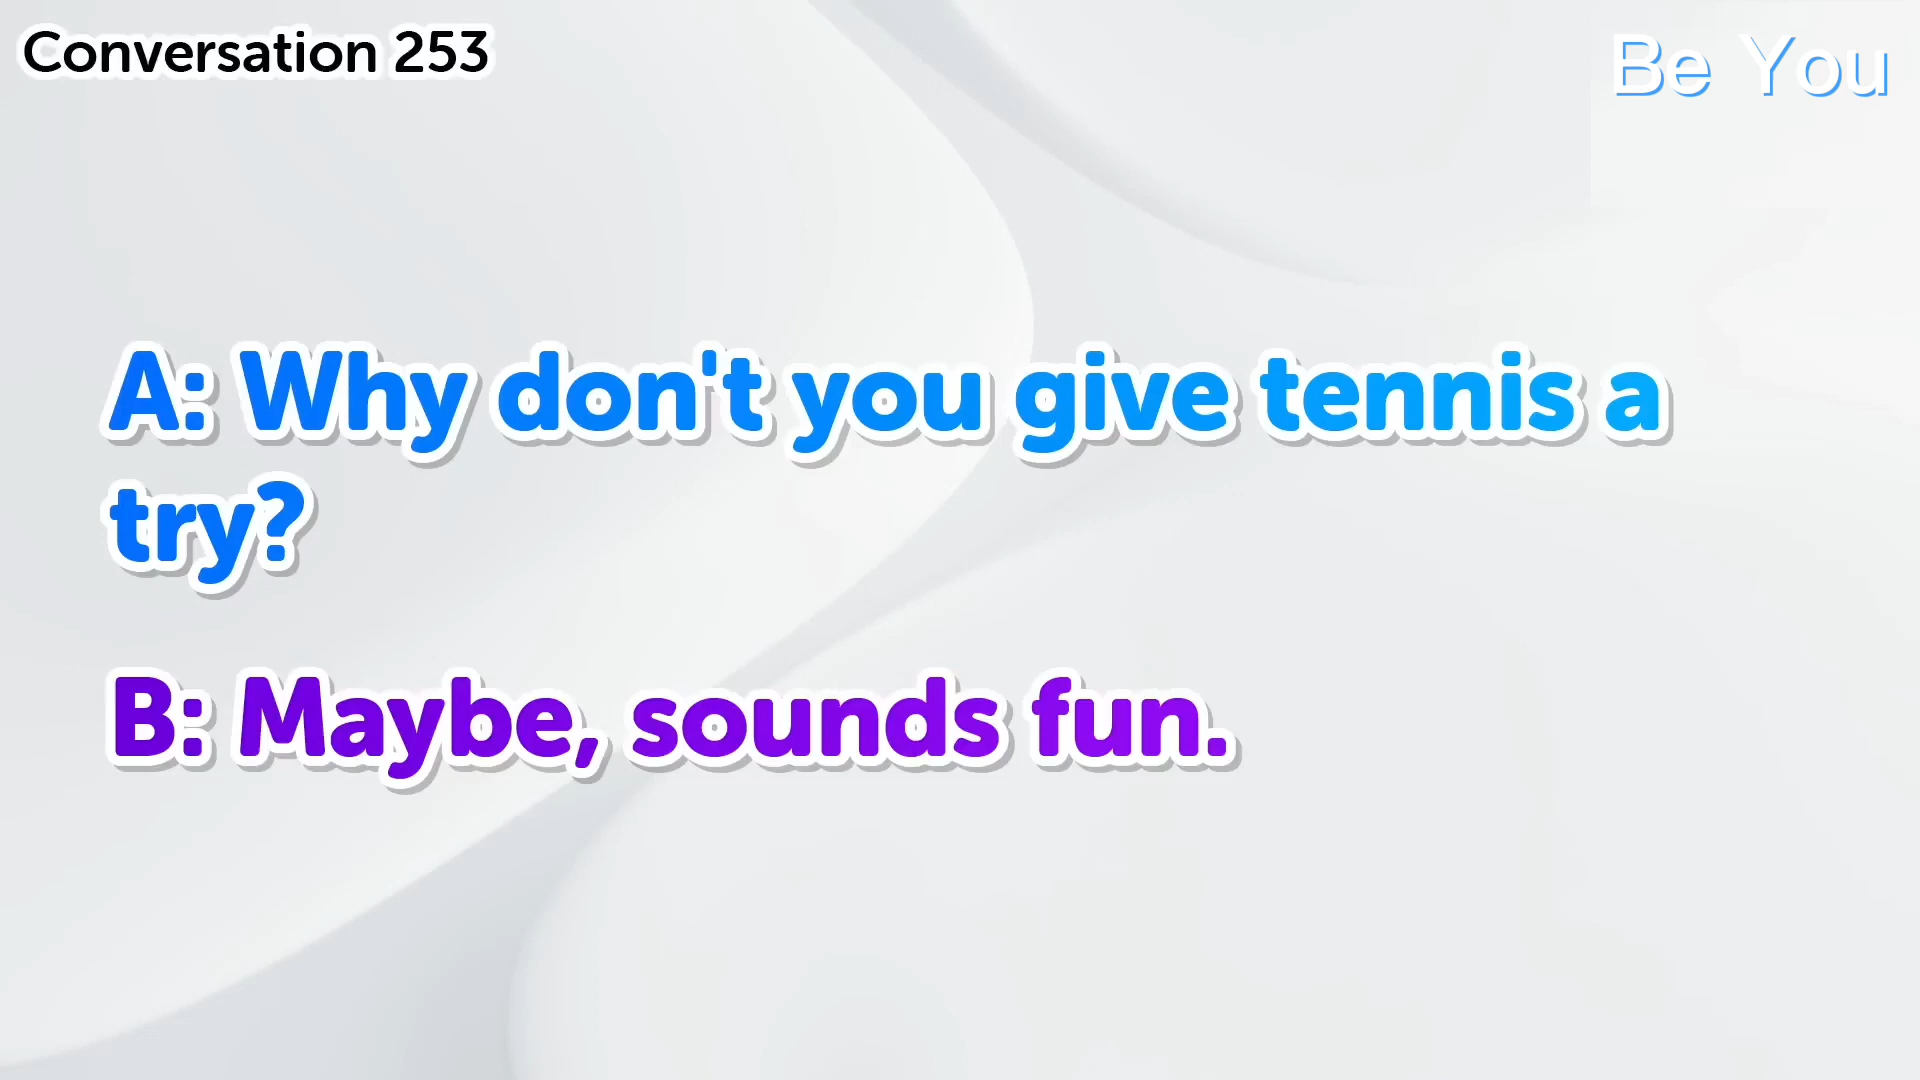 Conversation 253
Be You
A: Why don't you give tennis a
try?
B: Maybe, sounds fun.